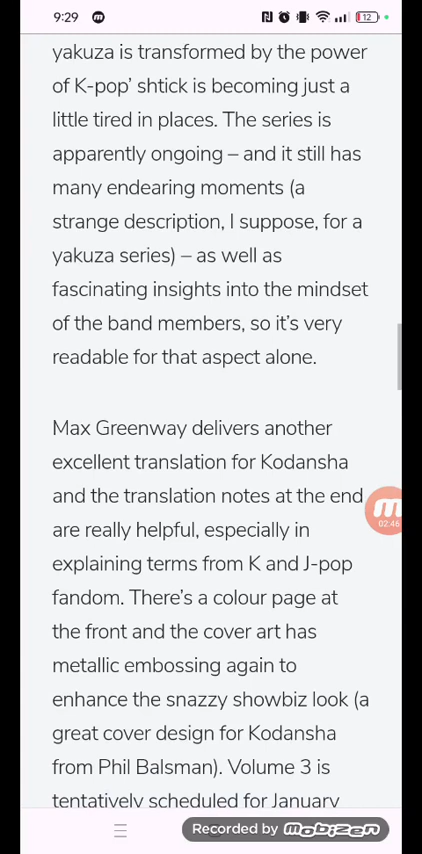 9:29
12
yakuza is transformed by the power
of K-pop’ shtick is becoming just a
little tired in places. The series is
apparently ongoing – and it still has
many endearing moments (a
strange description, I suppose, for a
yakuza series) – as well as
fascinating insights into the mindset
of the band members, so it’s very
readable for that aspect alone.
Max Greenway delivers another
excellent translation for Kodansha
and the translation notes at the end
are really helpful, especially in
02:46
explaining terms from K and J-pop
fandom. There’s a colour page at
the front and the cover art has
metallic embossing again to
enhance the snazzy showbiz look (a
great cover design for Kodansha
from Phil Balsman). Volume 3 is
tentatively scheduled for January
Recorded by mobizen